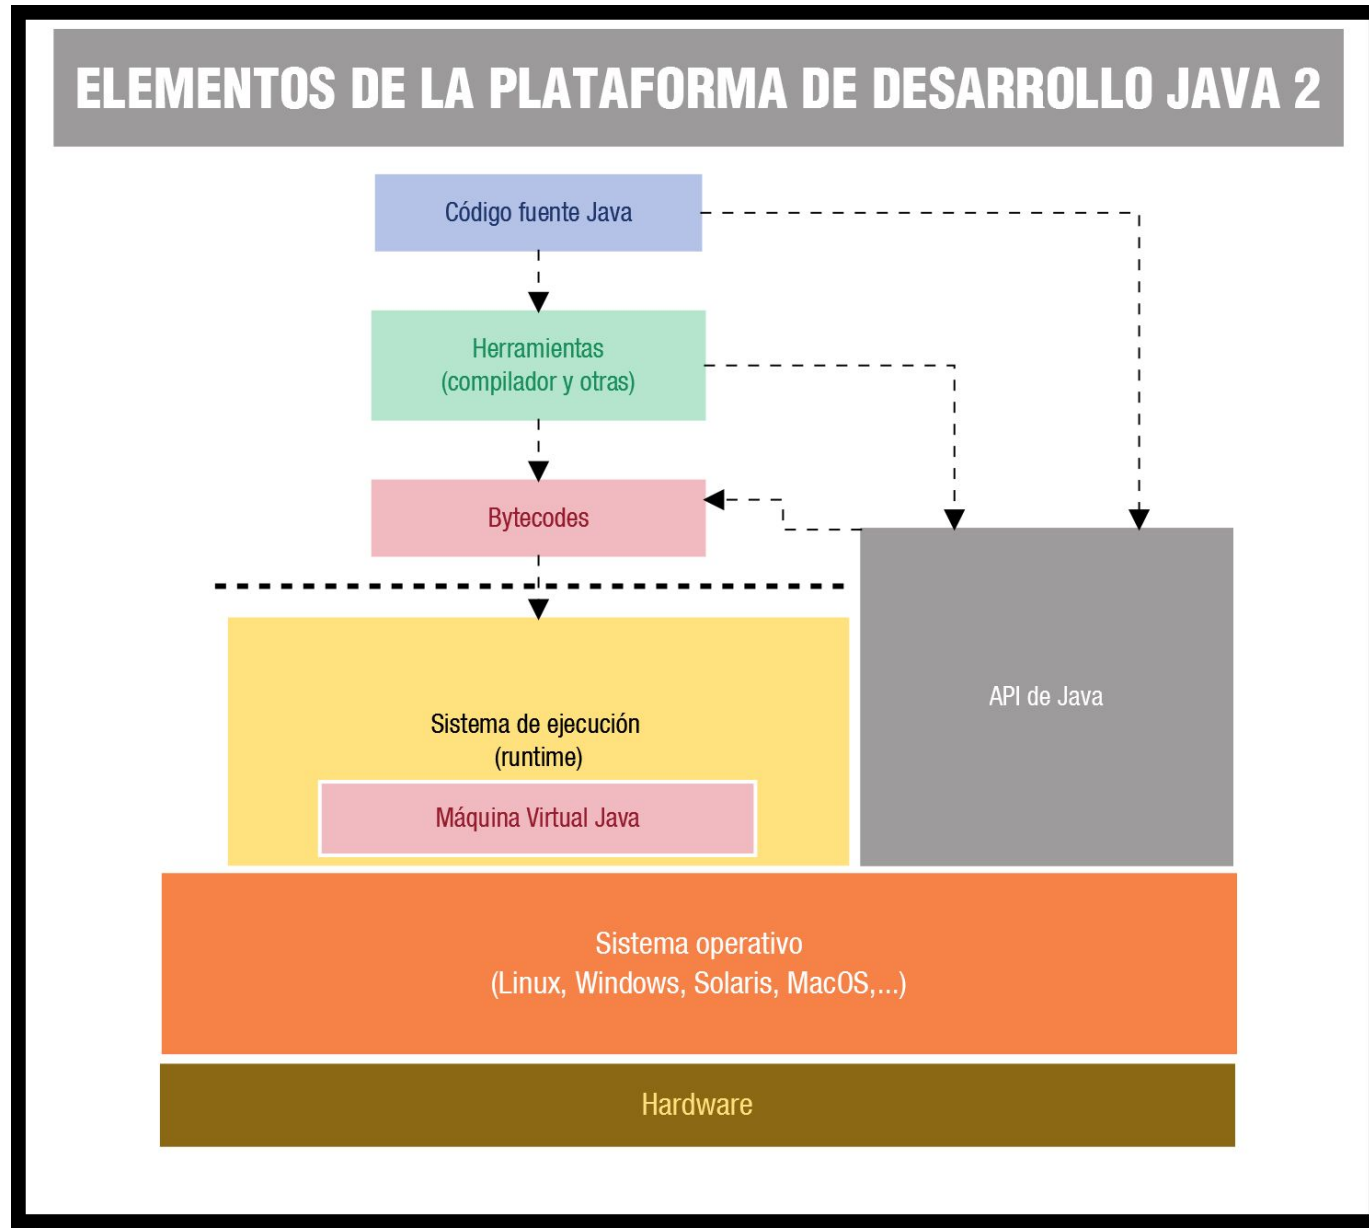 ELEMENTOS DE LA PLATAFORMA DE DESARROLLO JAVA 2
Código fuente Java
Herramientas
(compilador y otras)
Bytecodes
API de Java
Sistema de ejecución
(runtime)
Máquina Virtual Java
Sistema operativo
(Linux, Windows, Solaris, MacOS,...)
Hardware